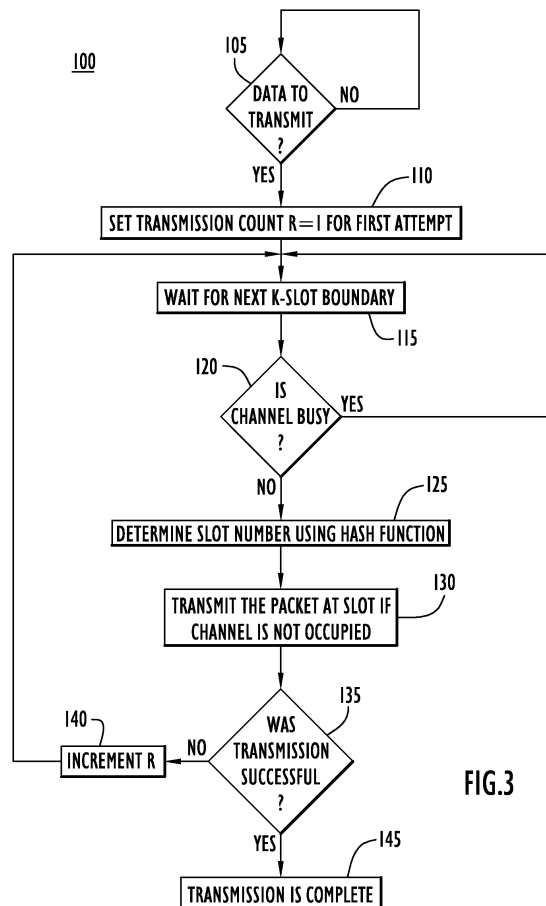 100
105
DATA TO
TRANSMIT
?
NO
YES
110
SET TRANSMISSION COUNT R=1 FOR FIRST ATTEMPT
WAIT FOR NEXT K-SLOT BOUNDARY
115
120
IS
CHANNEL BUSY
?
YES
NO
125
DETERMINE SLOT NUMBER USING HASH FUNCTION
130
TRANSMIT THE PACKET AT SLOT IF
CHANNEL IS NOT OCCUPIED
135
WAS
TRANSMISSION
SUCCESSFUL
?
NO
140
INCREMENT R
YES
145
TRANSMISSION IS COMPLETE
FIG.3